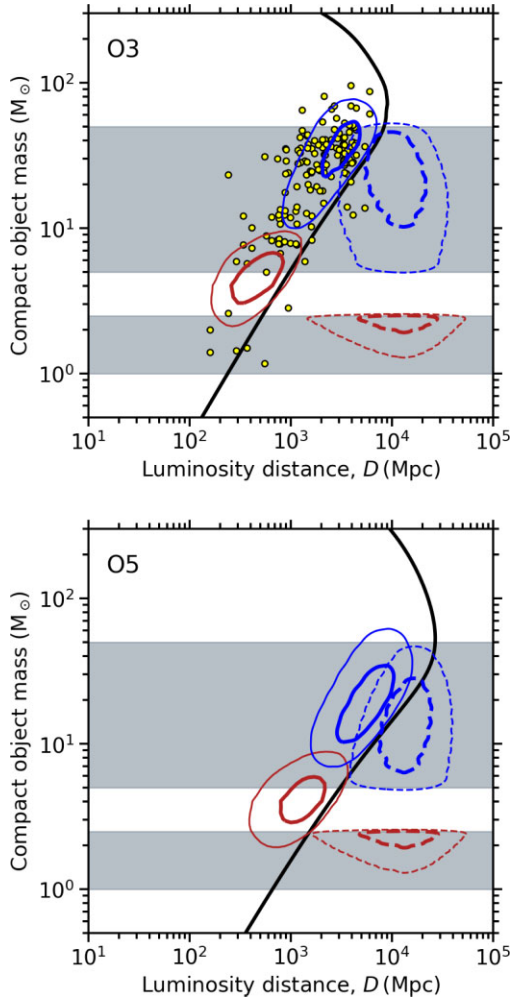 O3
10²
10¹
10⁰
Compact object mass (M☉)
10¹ 10² 10³ 10⁴ 10⁵
Luminosity distance, D (Mpc)
O5
10²
10¹
10⁰
Compact object mass (M☉)
10¹ 10² 10³ 10⁴ 10⁵
Luminosity distance, D (Mpc)